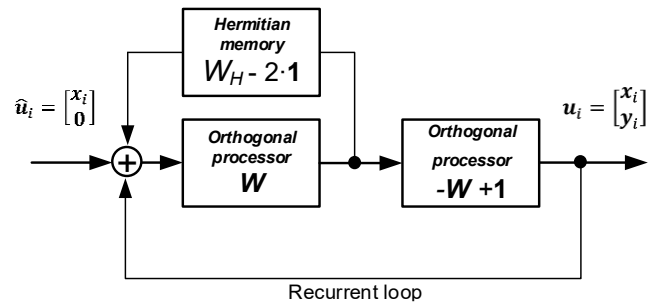 Hermitian
memory
W_H - 2·1
û_i = [x_i
0]
u_i = [x_i
y_i]
Orthogonal
processor
W
Orthogonal
processor
-W +1
+
Recurrent loop